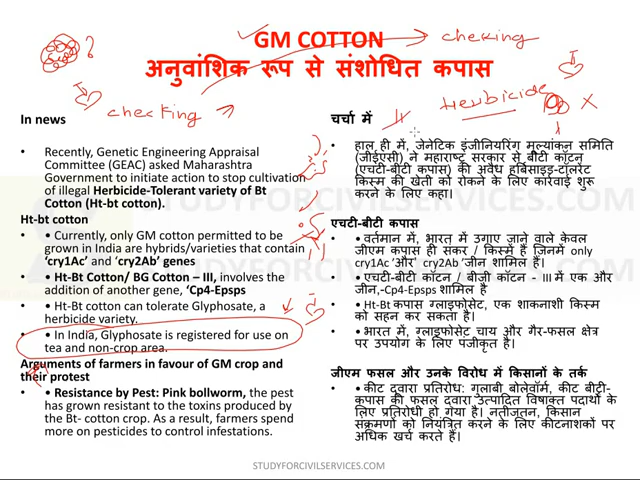 GM COTTON
cheking
अनुवांशिक रूप से संशोधित कपास
checking
Herbicide
In news
Recently, Genetic Engineering Appraisal
Committee (GEAC) asked Maharashtra
Government to initiate action to stop cultivation
of illegal Herbicide-Tolerant variety of Bt
Cotton (Ht-bt cotton).
Ht-bt cotton
• Currently, only GM cotton permitted to be
grown in India are hybrids/varieties that contain
‘cry1Ac’ and ‘cry2Ab’ genes
• Ht-Bt Cotton/ BG Cotton – III, involves the
addition of another gene, ‘Cp4-Epsps
• Ht-bt cotton can tolerate Glyphosate, a
herbicide variety.
• In India, Glyphosate is registered for use on
tea and non-crop area.
Arguments of farmers in favour of GM crop and
their protest
• Resistance by Pest: Pink bollworm, the pest
has grown resistant to the toxins produced by
the Bt- cotton crop. As a result, farmers spend
more on pesticides to control infestations.
चर्चा में
हाल ही में, जेनेटिक इंजीनियरिंग मूल्यांकन समिति
(जीईएसी) ने महाराष्ट्र सरकार से बीटी कॉटन
(एचटी-बीटी कपास) की अवैध हर्बिसाइड-टॉलरेंट
किस्म की खेती को रोकने के लिए कार्रवाई शुरू
करने के लिए कहा।
एचटी-बीटी कपास
• वर्तमान में, भारत में उगाए जाने वाले केवल
जीएम कपास ही संकर / किस्में हैं जिनमें only
cry1Ac और cry2Ab जीन शामिल हैं।
• एचटी-बीटी कॉटन / बीजी कॉटन - III में एक और
जीन,-Cp4-Epsps शामिल है
• Ht-Bt कपास ग्लाइफोसेट, एक शाकनाशी किस्म
को सहन कर सकता है।
• भारत में, ग्लाइफोसेट चाय और गैर-फसल क्षेत्र
पर उपयोग के लिए पंजीकृत है।
जीएम फसल और उनके विरोध में किसानों के तर्क
• कीट द्वारा प्रतिरोध: गुलाबी बोलेवॉर्म, कीट बीटी-
कपास की फसल द्वारा उत्पादित विषाक्त पदार्थों के
लिए प्रतिरोधी हो गया है। नतीजतन, किसान
संक्रमणों को नियंत्रित करने के लिए कीटनाशकों पर
अधिक खर्च करते हैं।
STUDYFORCIVILSERVICES.COM